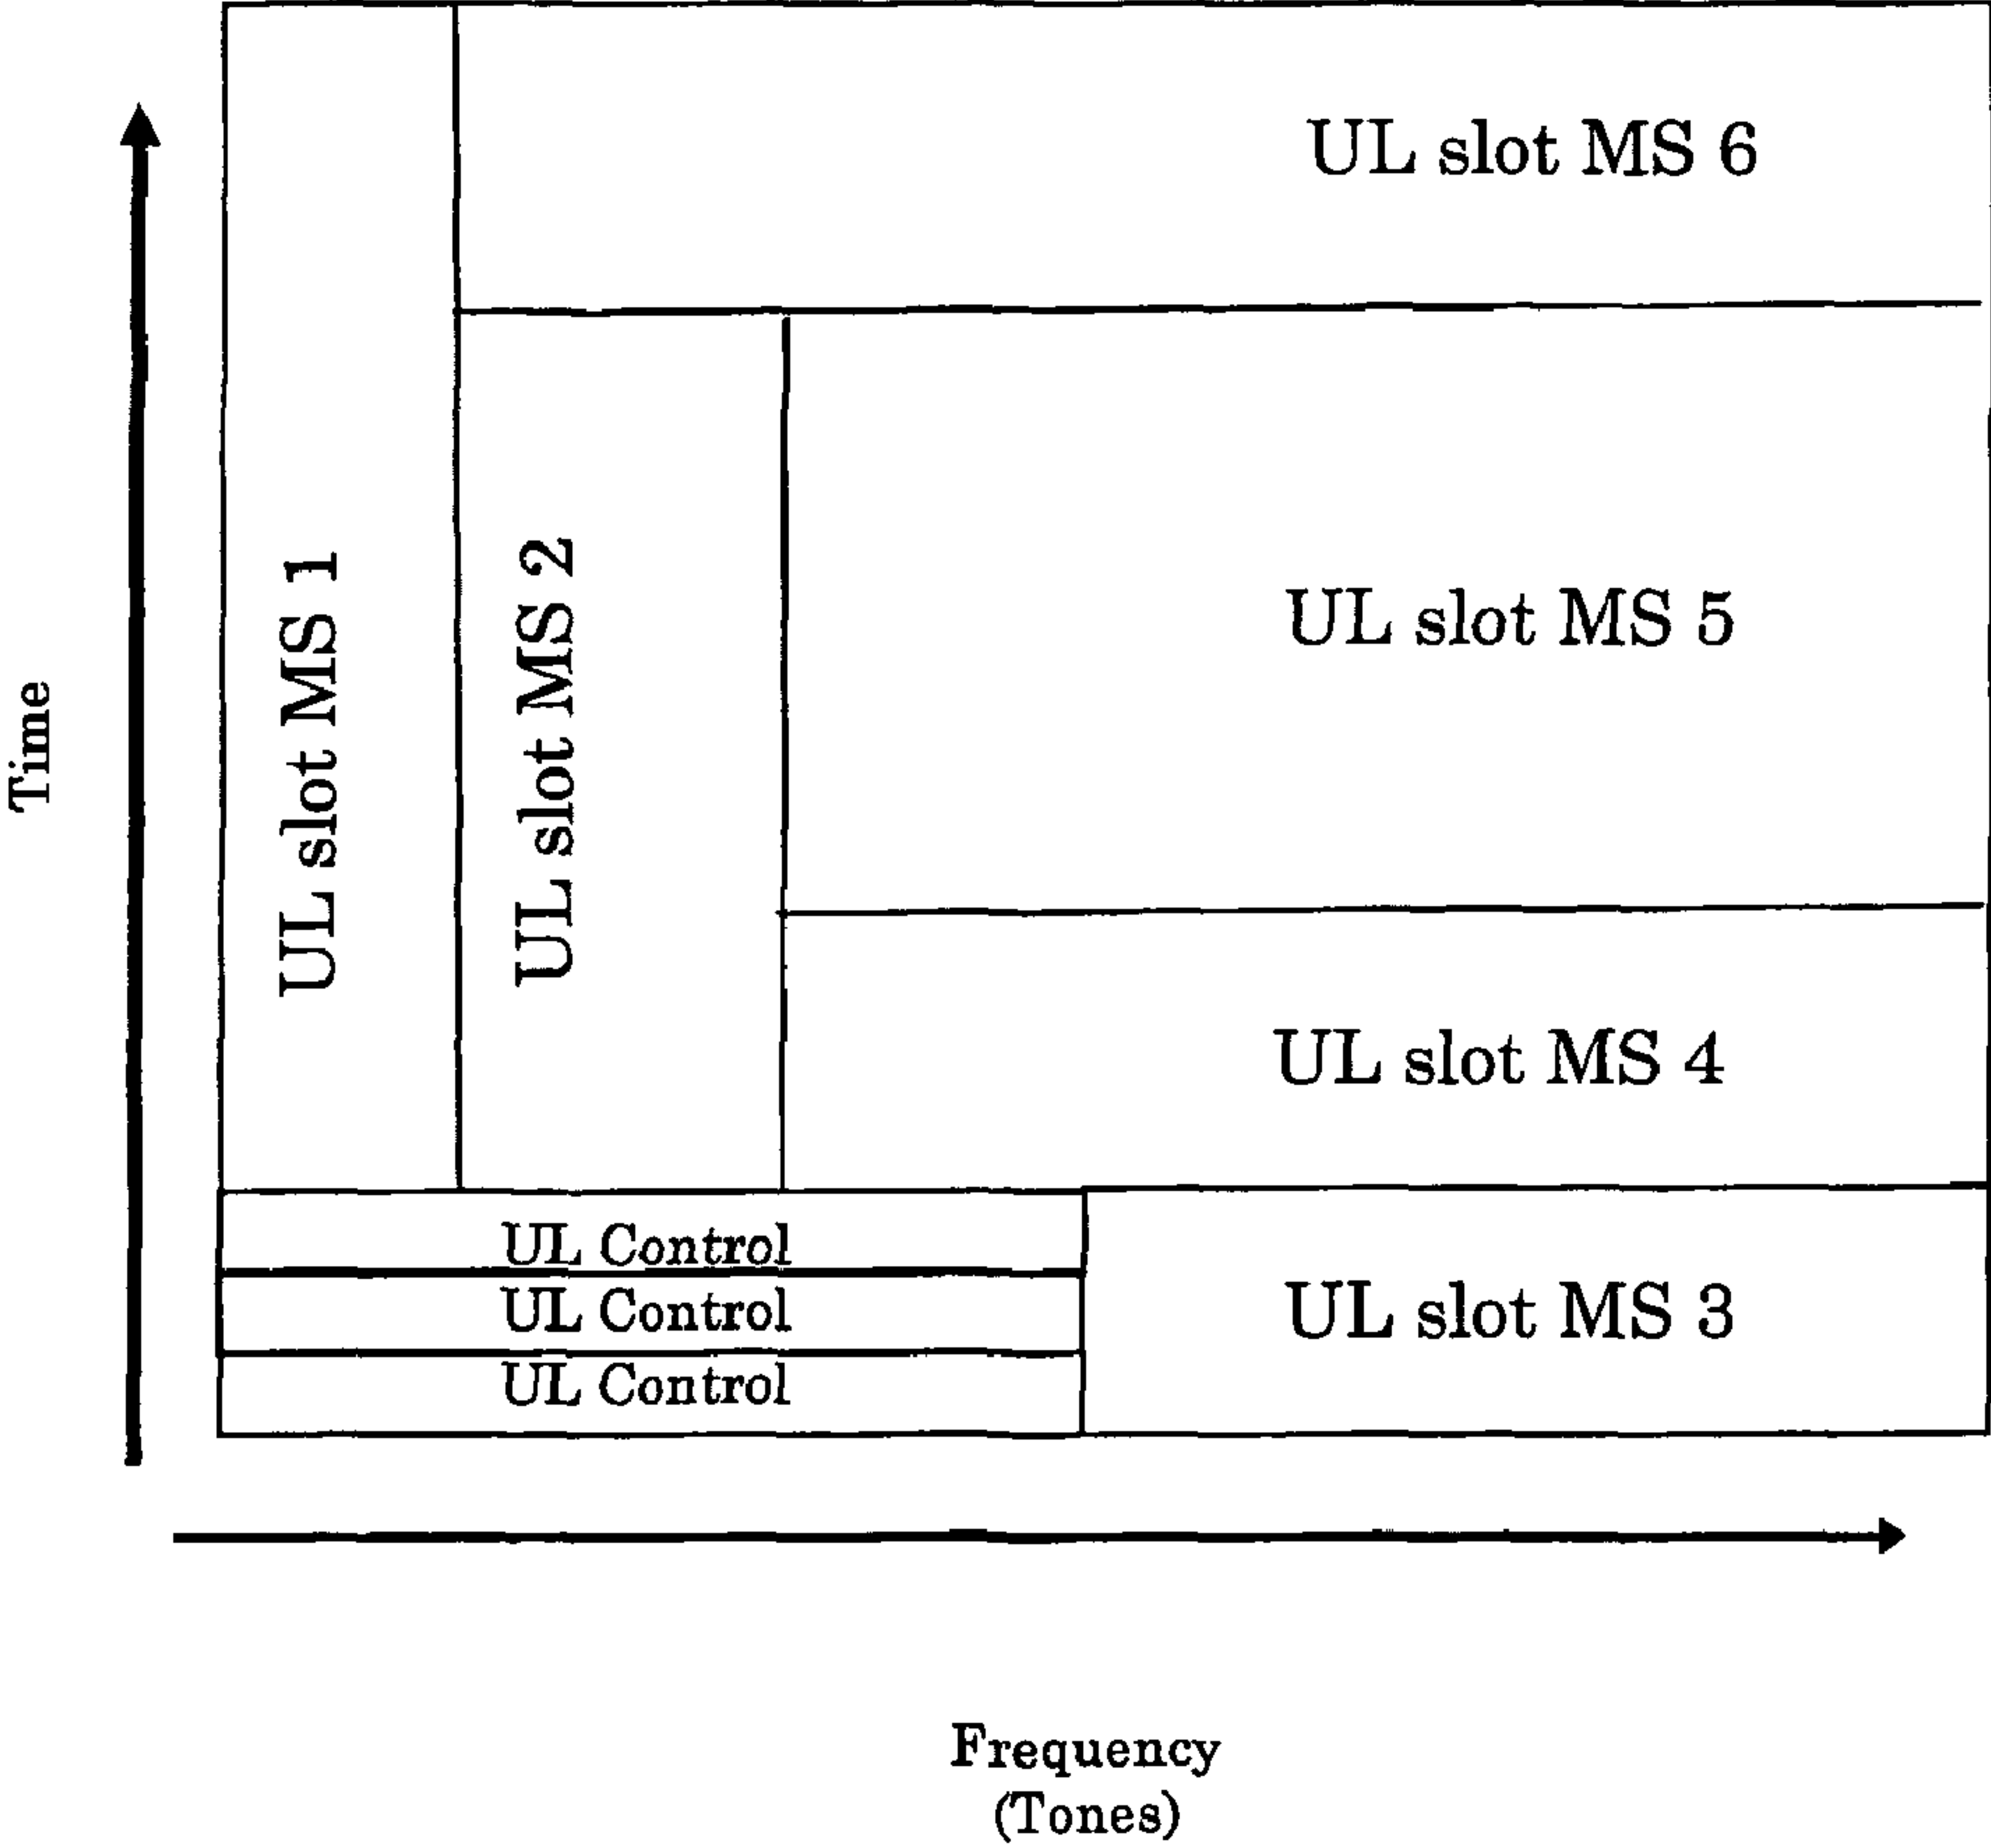 UL slot MS 6
UL slot MS 5
UL slot MS 1
UL slot MS 2
Time
UL slot MS 4
UL Control
UL Control
UL Control
UL slot MS 3
Frequency
(Tones)